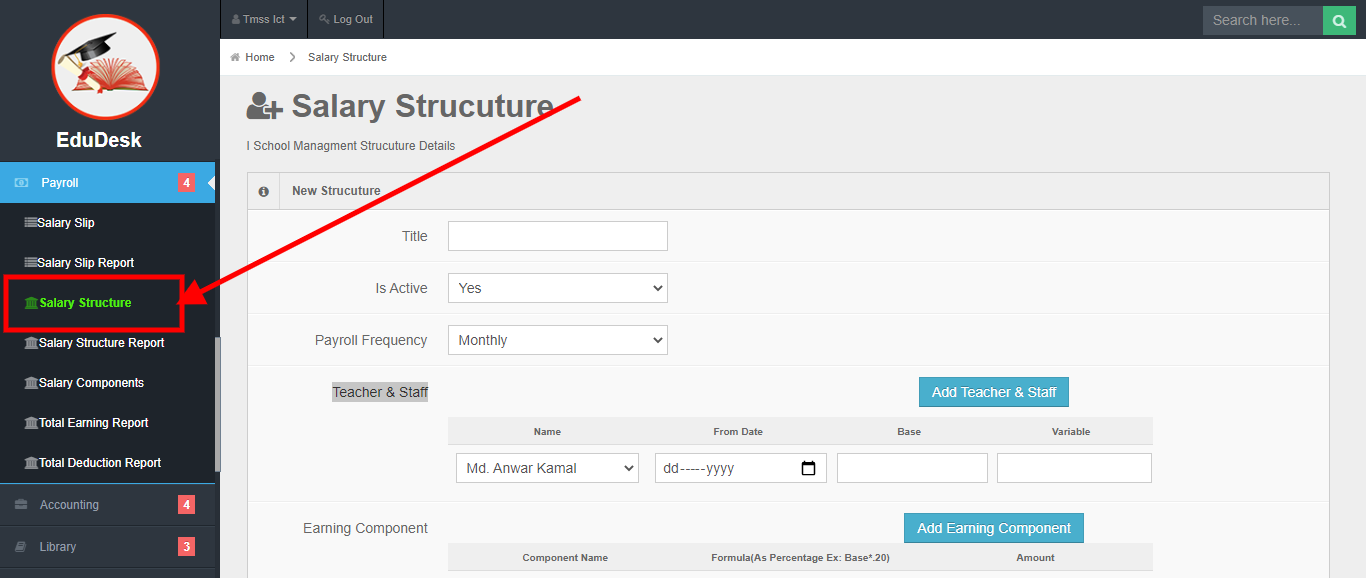 Tmss Ict
Log Out
Search here...
EduDesk
Home
Salary Structure
Salary Strucuture
I School Managment Strucuture Details
Payroll
4
Salary Slip
Salary Slip Report
Salary Structure
Salary Structure Report
Salary Components
Total Earning Report
Total Deduction Report
Accounting
4
Library
3
New Strucuture
Title
Is Active
Yes
Payroll Frequency
Monthly
Teacher & Staff
Add Teacher & Staff
Name From Date Base Variable
Md. Anwar Kamal dd-----yyyy
Earning Component
Add Earning Component
Component Name Formula(As Percentage Ex: Base*.20) Amount